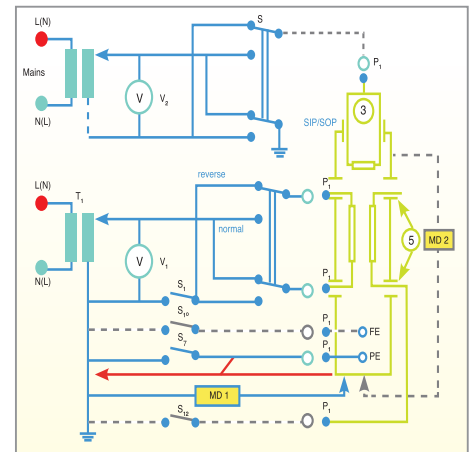 L(N)
S
Mains
P1
V
V2
3
N(L)
SIP/SOP
reverse
L(N)
T1
P1
normal
5
MD 2
V
V1
N(L)
S1
P1
S10
P1
FE
S7
P1
PE
MD 1
S12
P1